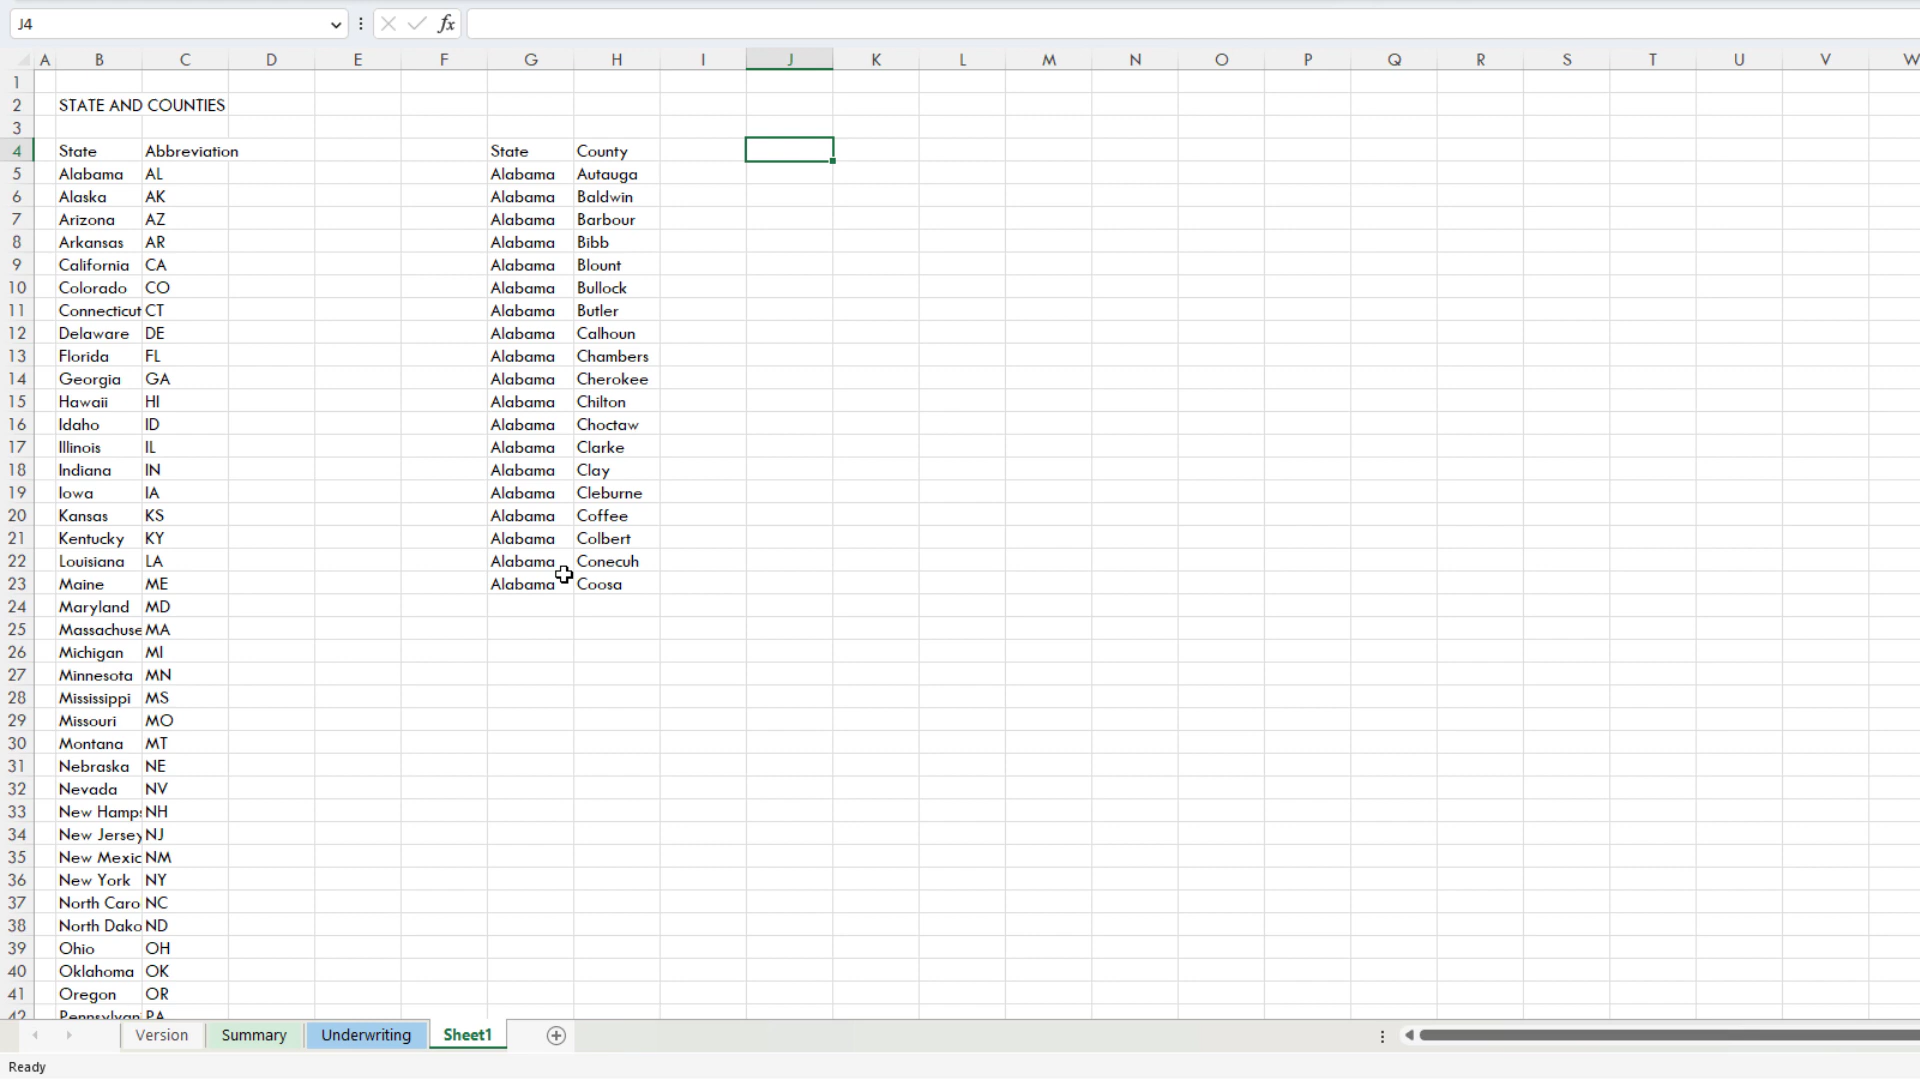 J4 fx
A B C D E F G H I J K L M N O P Q R S T U V W
1
2 STATE AND COUNTIES
3
4 State Abbreviation State County
5 Alabama AL Alabama Autauga
6 Alaska AK Alabama Baldwin
7 Arizona AZ Alabama Barbour
8 Arkansas AR Alabama Bibb
9 California CA Alabama Blount
10 Colorado CO Alabama Bullock
11 Connecticut CT Alabama Butler
12 Delaware DE Alabama Calhoun
13 Florida FL Alabama Chambers
14 Georgia GA Alabama Cherokee
15 Hawaii HI Alabama Chilton
16 Idaho ID Alabama Choctaw
17 Illinois IL Alabama Clarke
18 Indiana IN Alabama Clay
19 Iowa IA Alabama Cleburne
20 Kansas KS Alabama Coffee
21 Kentucky KY Alabama Colbert
22 Louisiana LA Alabama Conecuh
23 Maine ME Alabama Coosa
24 Maryland MD
25 Massachuse MA
26 Michigan MI
27 Minnesota MN
28 Mississippi MS
29 Missouri MO
30 Montana MT
31 Nebraska NE
32 Nevada NV
33 New Hamps NH
34 New Jersey NJ
35 New Mexic NM
36 New York NY
37 North Caro NC
38 North Dako ND
39 Ohio OH
40 Oklahoma OK
41 Oregon OR
42 Pennsylvan PA
Version Summary Underwriting Sheet1
Ready